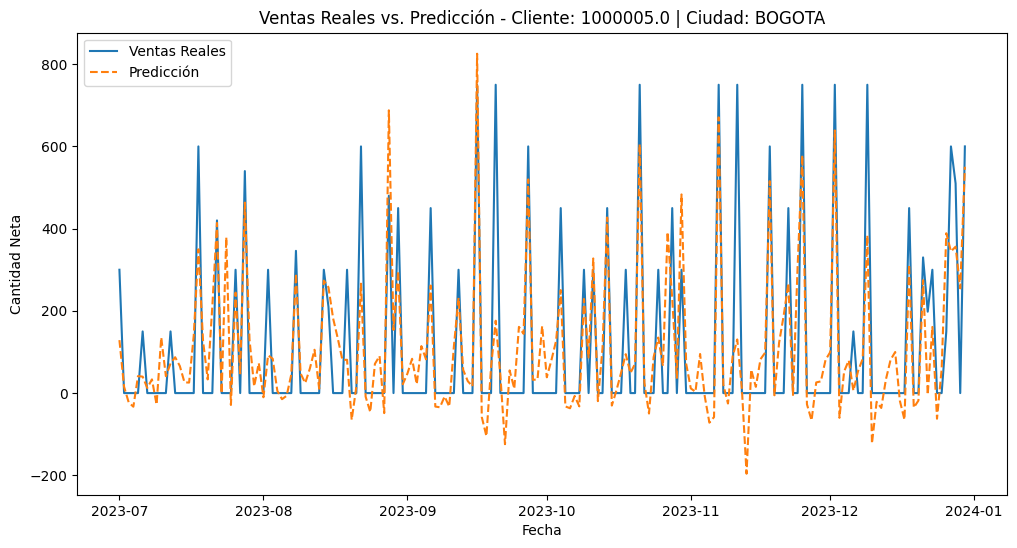 Ventas Reales vs. Predicción - Cliente: 1000005.0 | Ciudad: BOGOTA
Ventas Reales
Predicción
Cantidad Neta
800
600
400
200
0
−200
2023-07
2023-08
2023-09
2023-10
2023-11
2023-12
2024-01
Fecha